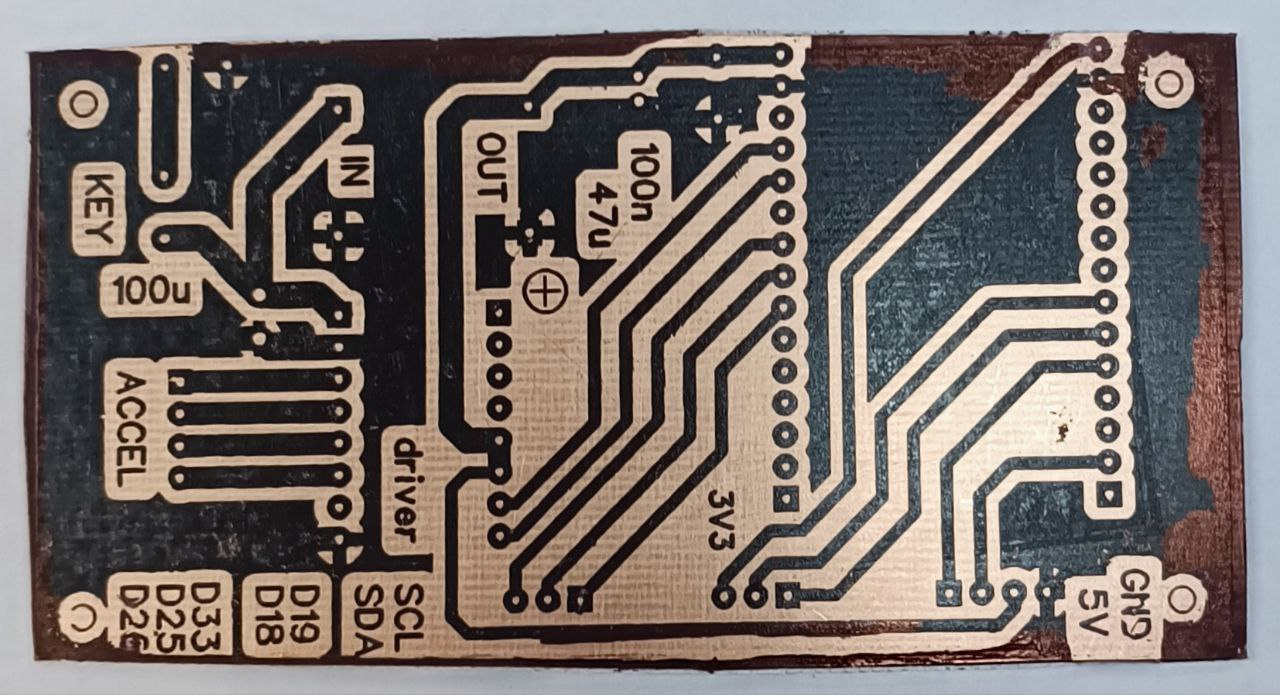 KEY
IN
100u
ACCEL
D33
D25
D26
D19
D18
SCL
SDA
driver
OUT
100n
47u
3V3
GND
5V